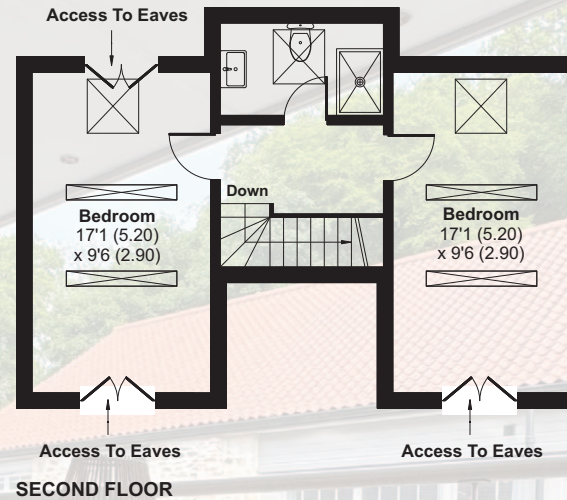 Access To Eaves
Down
Bedroom
17'1 (5.20)
x 9'6 (2.90)
Bedroom
17'1 (5.20)
x 9'6 (2.90)
Access To Eaves
Access To Eaves
SECOND FLOOR